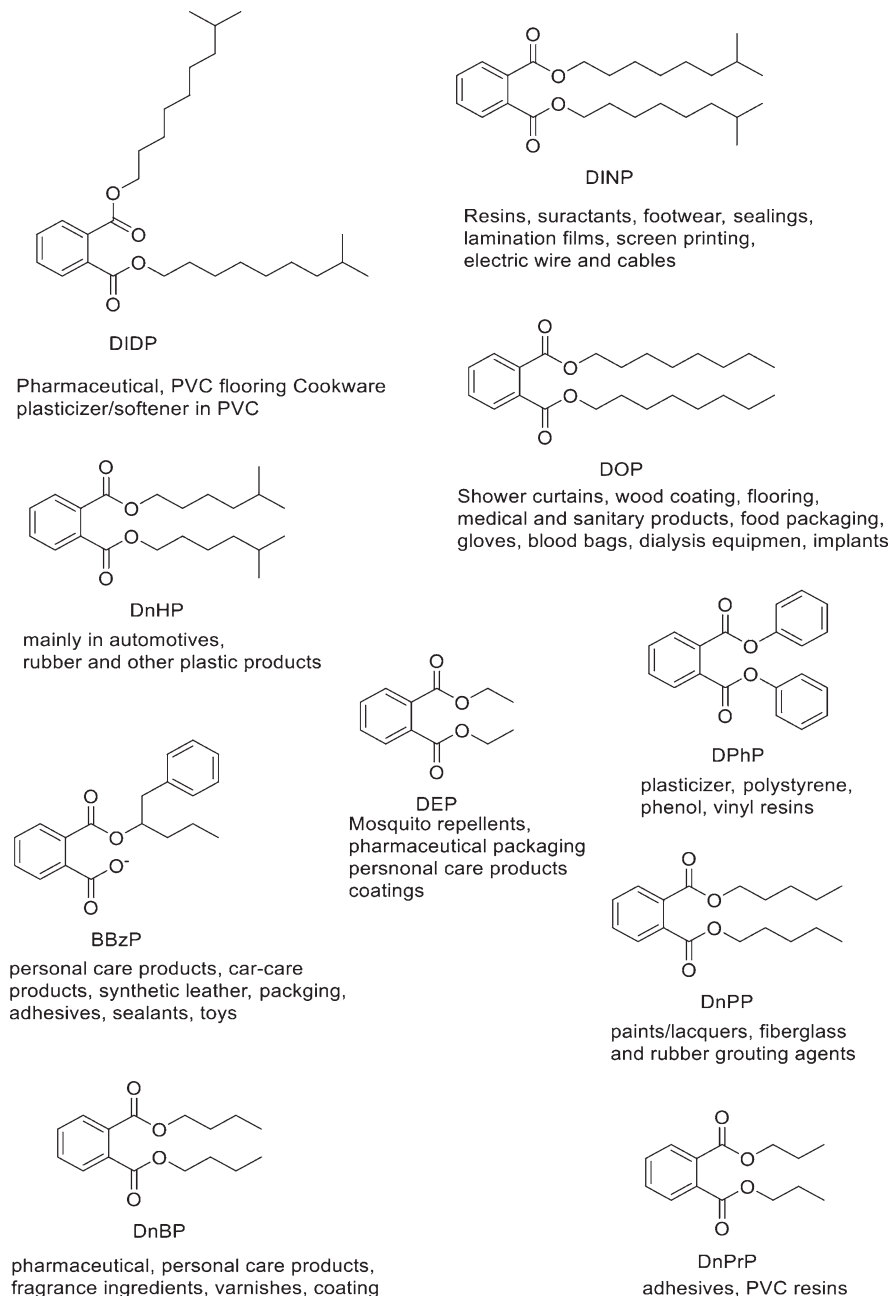 DIDP
Pharmaceutical, PVC flooring Cookware
plasticizer/softener in PVC
DINP
Resins, suractants, footwear, sealings,
lamination films, screen printing,
electric wire and cables
DOP
Shower curtains, wood coating, flooring,
medical and sanitary products, food packaging,
gloves, blood bags, dialysis equipmen, implants
DnHP
mainly in automotives,
rubber and other plastic products
DEP
Mosquito repellents,
pharmaceutical packaging
persnonal care products
coatings
DPhP
plasticizer, polystyrene,
phenol, vinyl resins
BBzP
personal care products, car-care
products, synthetic leather, packging,
adhesives, sealants, toys
DnPP
paints/lacquers, fiberglass
and rubber grouting agents
DnBP
pharmaceutical, personal care products,
fragrance ingredients, varnishes, coating
DnPrP
adhesives, PVC resins